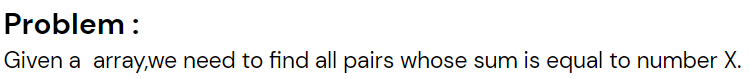 Problem :
Given a  array,we need to find all pairs whose sum is equal to number X.